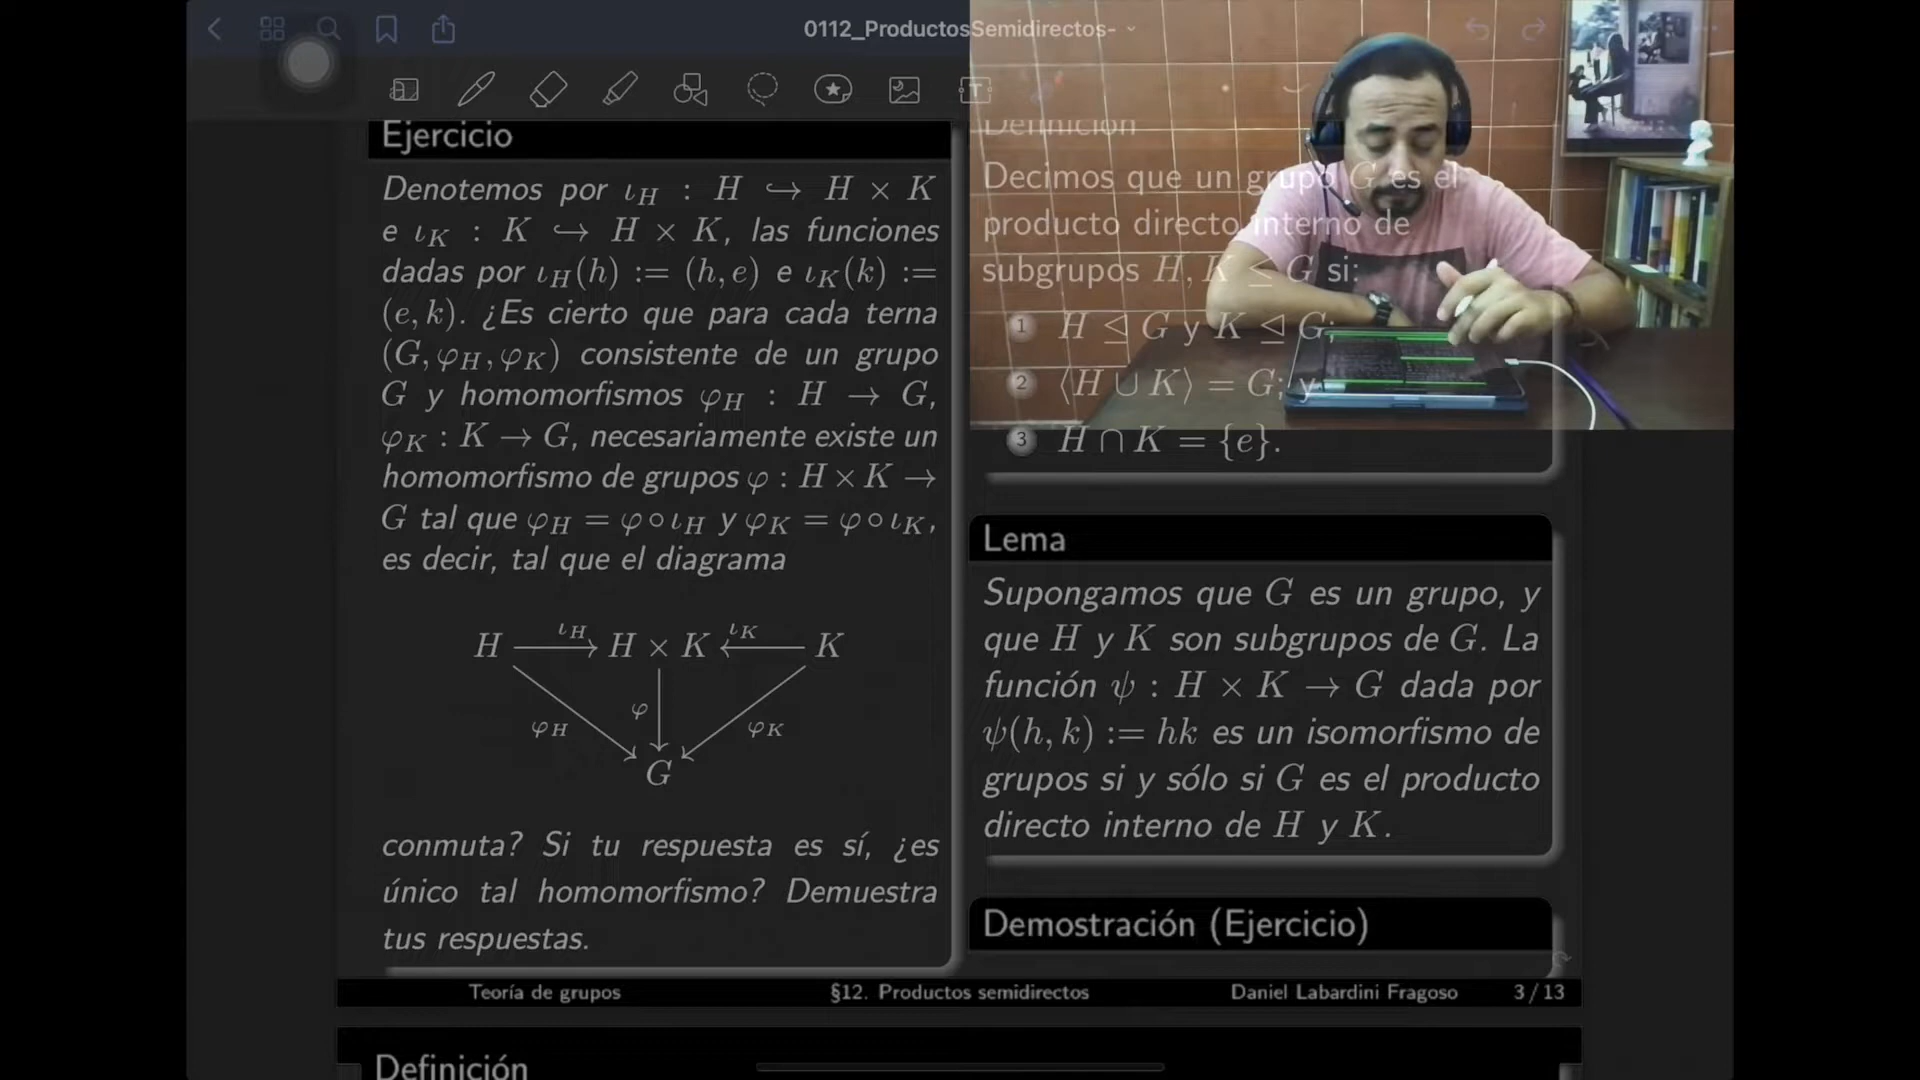 0112_ProductosSemidirectos-
Ejercicio
Denotemos por ι_H : H ↪ H × K
e ι_K : K ↪ H × K, las funciones
dadas por ι_H(h) := (h, e) e ι_K(k) :=
(e, k). ¿Es cierto que para cada terna
(G, φ_H, φ_K) consistente de un grupo
G y homomorfismos φ_H : H → G,
φ_K : K → G, necesariamente existe un
homomorfismo de grupos φ : H × K →
G tal que φ_H = φ ∘ ι_H y φ_K = φ ∘ ι_K,
es decir, tal que el diagrama
ι_H ι_K
H H × K K
φ_H φ φ_K
G
conmuta? Si tu respuesta es sí, ¿es
único tal homomorfismo? Demuestra
tus respuestas.
Definición
Decimos que un grupo G es el
producto directo interno de
subgrupos H, K ≤ G si:
1 H ⊴ G y K ⊴ G;
2 ⟨H ∪ K⟩ = G; y
3 H ∩ K = {e}.
Lema
Supongamos que G es un grupo, y
que H y K son subgrupos de G. La
función ψ : H × K → G dada por
ψ(h, k) := hk es un isomorfismo de
grupos si y sólo si G es el producto
directo interno de H y K.
Demostración (Ejercicio)
Teoría de grupos §12. Productos semidirectos Daniel Labardini Fragoso 3 / 13
Definición